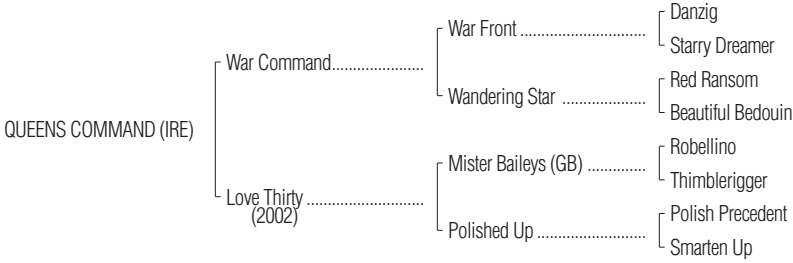 Danzig
War Front ..............................
Starry Dreamer
War Command......................
Red Ransom
Wandering Star ....................
Beautiful Bedouin
QUEENS COMMAND (IRE)
Robellino
Mister Baileys (GB) ..............
Thimblerigger
Love Thirty ............................
(2002)
Polish Precedent
Polished Up ..........................
Smarten Up